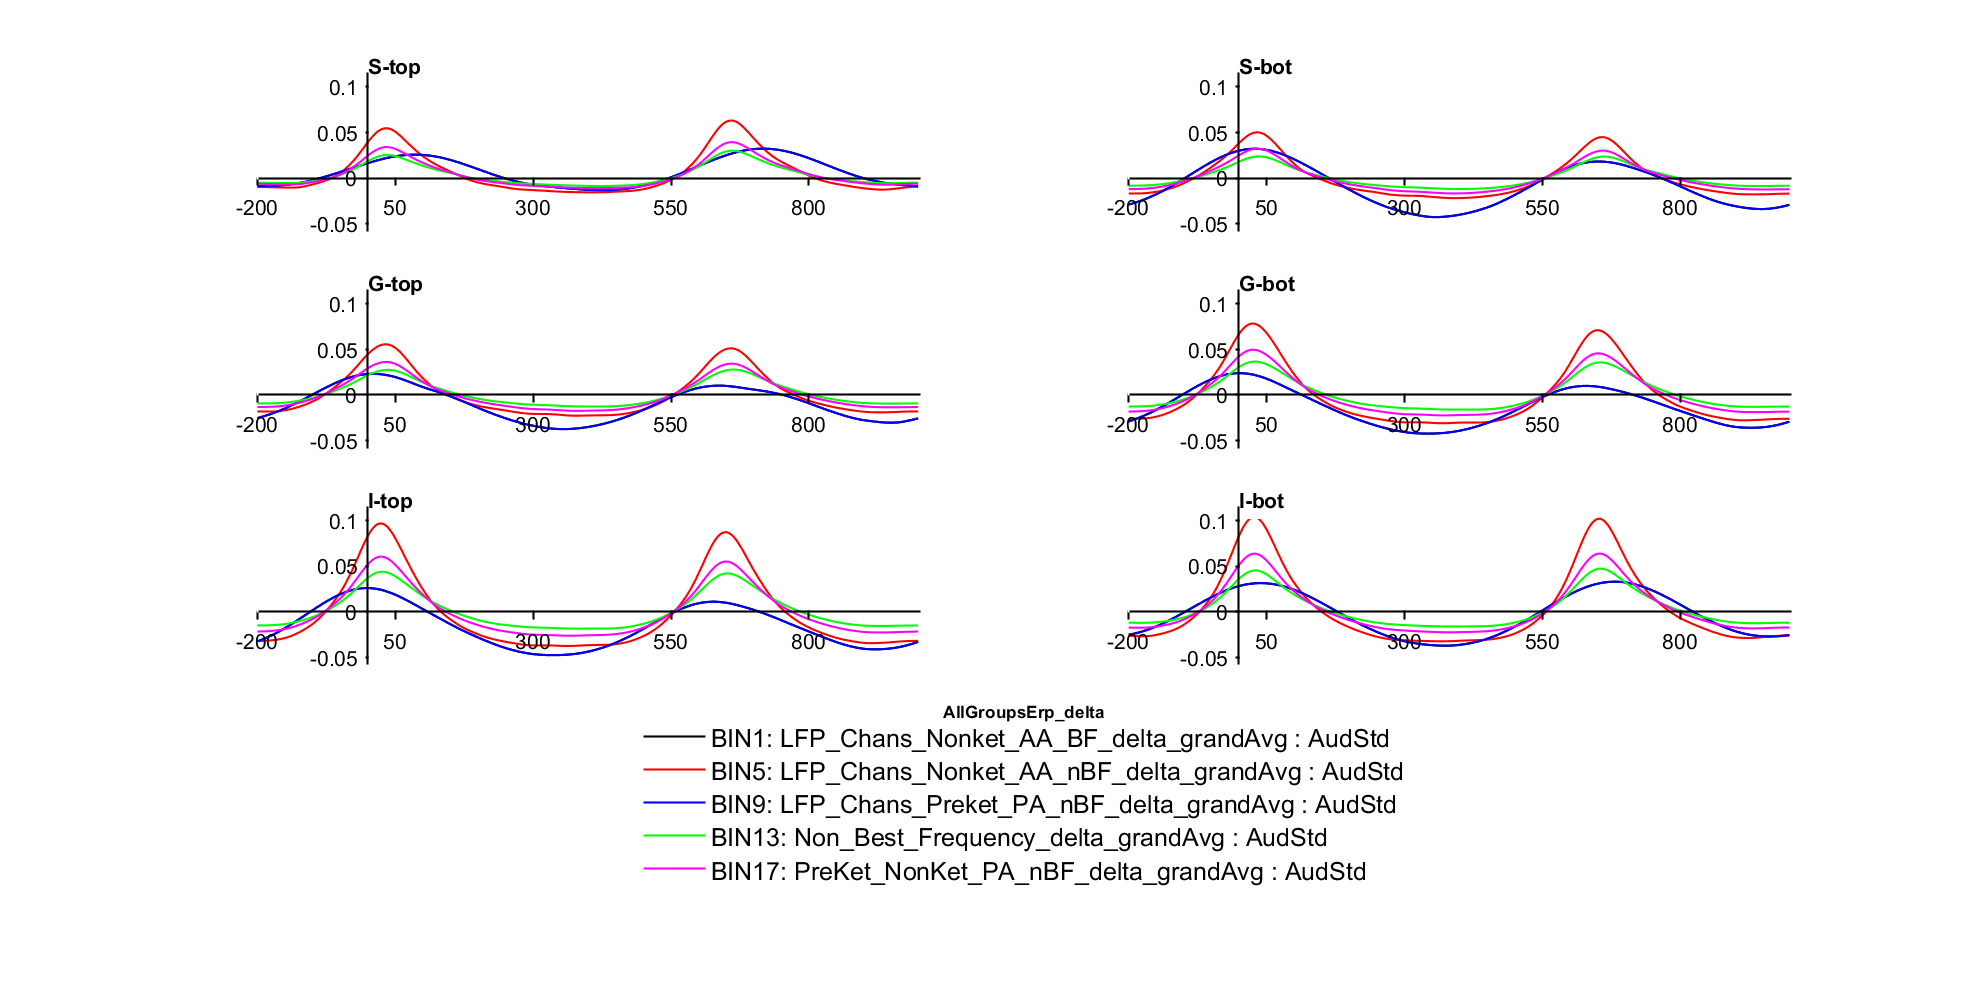 S-top
0.1
0.05
0
-0.05
-200 50 300 550 800
S-bot
0.1
0.05
0
-0.05
-200 50 300 550 800
G-top
0.1
0.05
0
-0.05
-200 50 300 550 800
G-bot
0.1
0.05
0
-0.05
-200 50 300 550 800
I-top
0.1
0.05
0
-0.05
-200 50 300 550 800
I-bot
0.1
0.05
0
-0.05
-200 50 300 550 800
AllGroupsErp_delta
BIN1: LFP_Chans_Nonket_AA_BF_delta_grandAvg : AudStd
BIN5: LFP_Chans_Nonket_AA_nBF_delta_grandAvg : AudStd
BIN9: LFP_Chans_Preket_PA_nBF_delta_grandAvg : AudStd
BIN13: Non_Best_Frequency_delta_grandAvg : AudStd
BIN17: PreKet_NonKet_PA_nBF_delta_grandAvg : AudStd